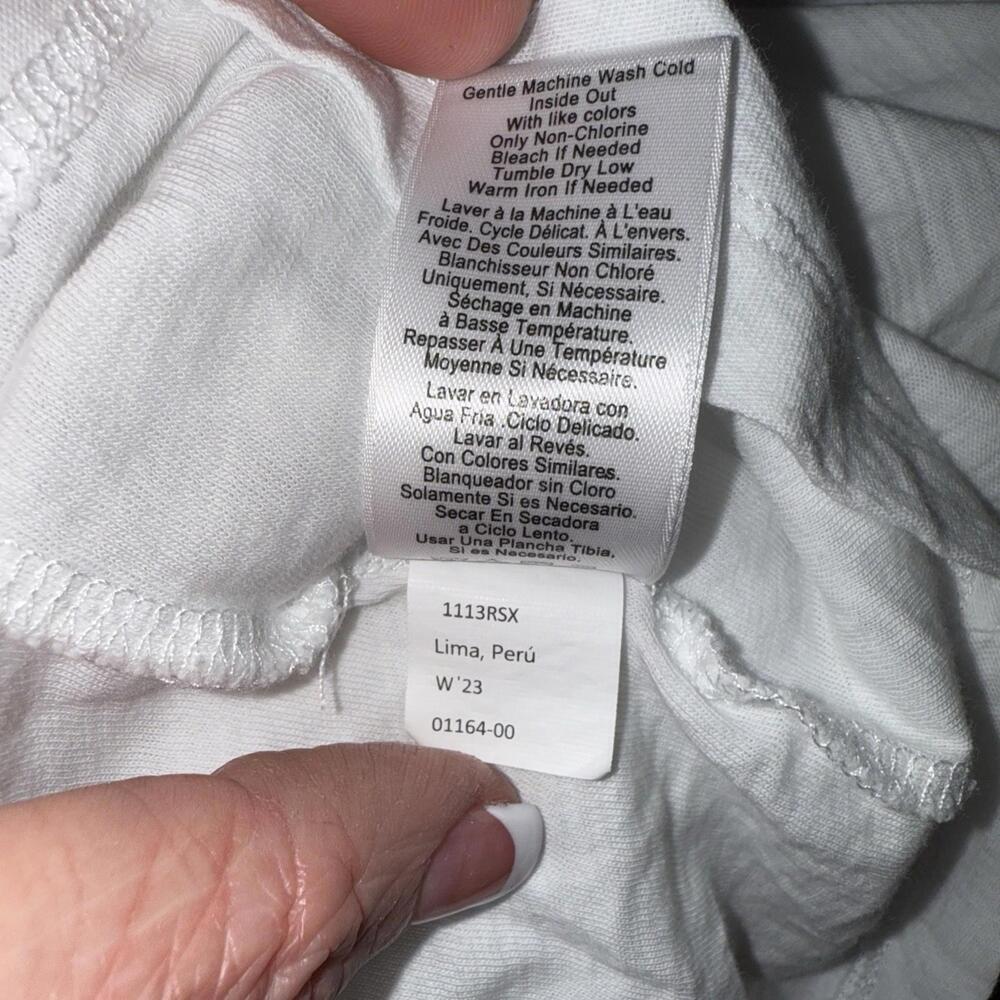 Gentle Machine Wash Cold
Inside Out
With like colors
Only Non-Chlorine
Bleach If Needed
Tumble Dry Low
Warm Iron If Needed
Laver à la Machine à L'eau
Froide. Cycle Délicat. À L'envers.
Avec Des Couleurs Similaires.
Blanchisseur Non Chloré
Uniquement, Si Nécessaire.
Séchage en Machine
à Basse Température.
Repasser À Une Température
Moyenne Si Nécessaire.
Lavar en Lavadora con
Agua Fria .Ciclo Delicado.
Lavar al Revés.
Con Colores Similares.
Blanqueador sin Cloro
Solamente Si es Necesario.
Secar En Secadora
a Ciclo Lento.
Usar Una Plancha Tibia,
Si es Necesario.
1113RSX
Lima, Perú
W'23
01164-00